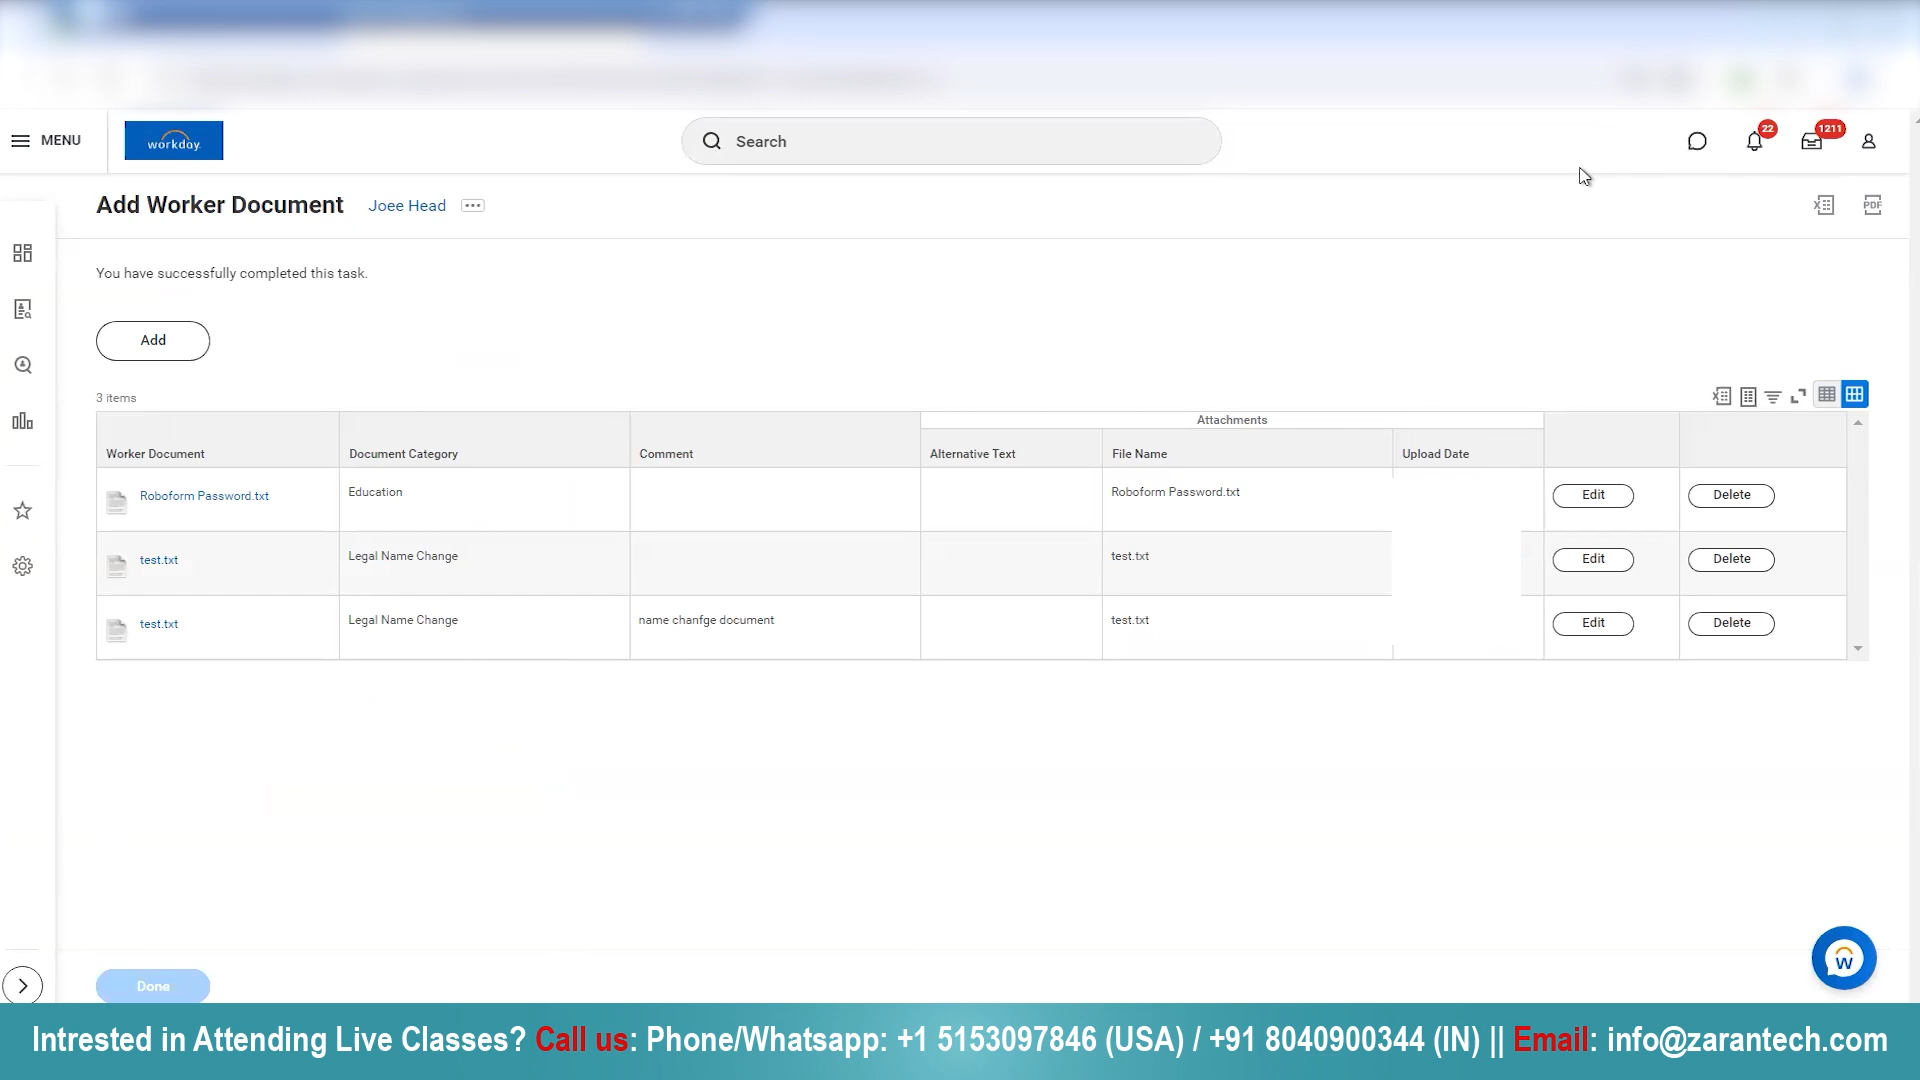 MENU
workday.
Search
22
1211
Add Worker Document
Joee Head
PDF
You have successfully completed this task.
Add
3 items
Attachments
Worker Document
Document Category
Comment
Alternative Text
File Name
Upload Date
Roboform Password.txt
Education
Roboform Password.txt
Edit
Delete
test.txt
Legal Name Change
test.txt
Edit
Delete
test.txt
Legal Name Change
name chanfge document
test.txt
Edit
Delete
W
Done
Intrested in Attending Live Classes? Call us: Phone/Whatsapp: +1 5153097846 (USA) / +91 8040900344 (IN) || Email: info@zarantech.com